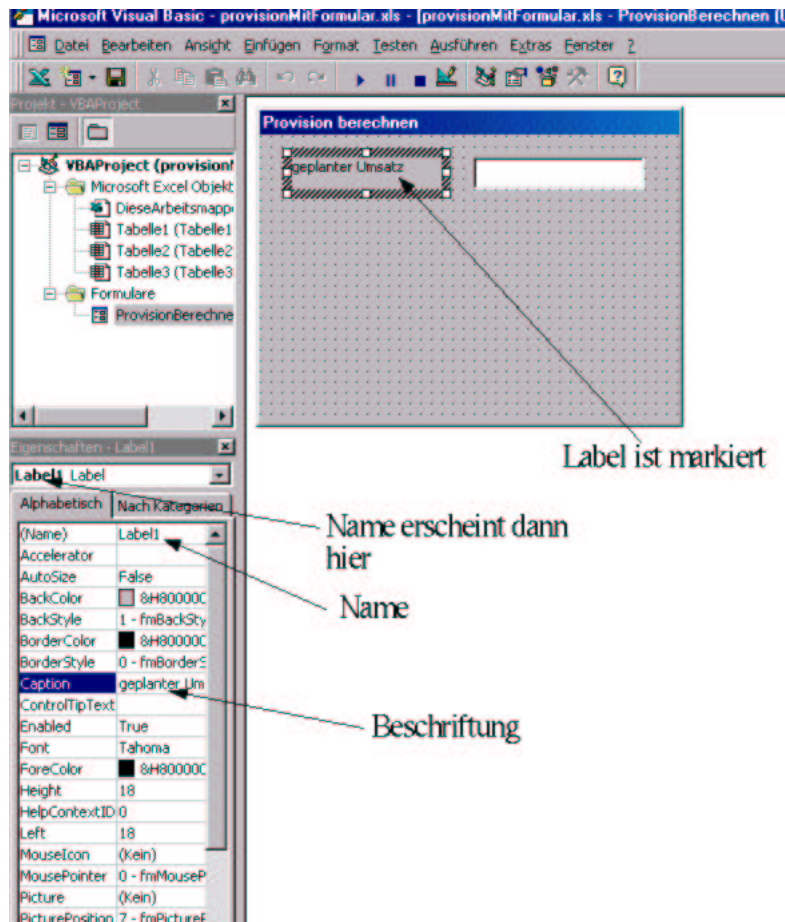 Microsoft Visual Basic - provisionMitFormular.xls - [provisionMitFormular.xls - ProvisionBerechnen [U
Datei Bearbeiten Ansicht Einfügen Format Testen Ausführen Extras Fenster ?
Projekt - VBAProject
VBAProject (provision
Microsoft Excel Objekt
DieseArbeitsmapp
Tabelle1 (Tabelle1
Tabelle2 (Tabelle2
Tabelle3 (Tabelle3
Formulare
ProvisionBerechne
Provision berechnen
geplanter Umsatz
Label ist markiert
Eigenschaften - Label1
Label1 Label
Alphabetisch Nach Kategorien
Name erscheint dann
hier
(Name) Label1
Accelerator
AutoSize False
BackColor &H80000C
BackStyle 1 - fmBackSty
BorderColor &H80000C
BorderStyle 0 - fmBorderS
Caption geplanter Um
ControlTipText
Enabled True
Font Tahoma
ForeColor &H80000C
Height 18
HelpContextID 0
Left 18
MouseIcon (Kein)
MousePointer 0 - fmMouseP
Picture (Kein)
PicturePosition 7 - fmPictureF
Name
Beschriftung